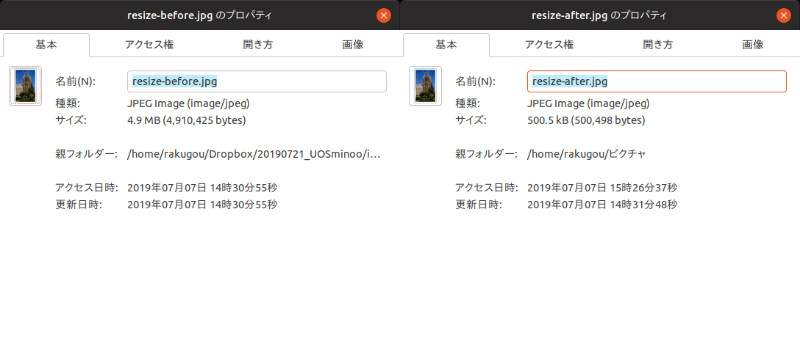 resize-before.jpg のプロパティ
基本 アクセス権 開き方 画像
名前(N): resize-before.jpg
種類: JPEG Image (image/jpeg)
サイズ: 4.9 MB (4,910,425 bytes)
親フォルダー: /home/rakugou/Dropbox/20190721_UOSminoo/i…
アクセス日時: 2019年07月07日 14時30分55秒
更新日時: 2019年07月07日 14時30分55秒
resize-after.jpg のプロパティ
基本 アクセス権 開き方 画像
名前(N): resize-after.jpg
種類: JPEG Image (image/jpeg)
サイズ: 500.5 kB (500,498 bytes)
親フォルダー: /home/rakugou/ピクチャ
アクセス日時: 2019年07月07日 15時26分37秒
更新日時: 2019年07月07日 14時31分48秒